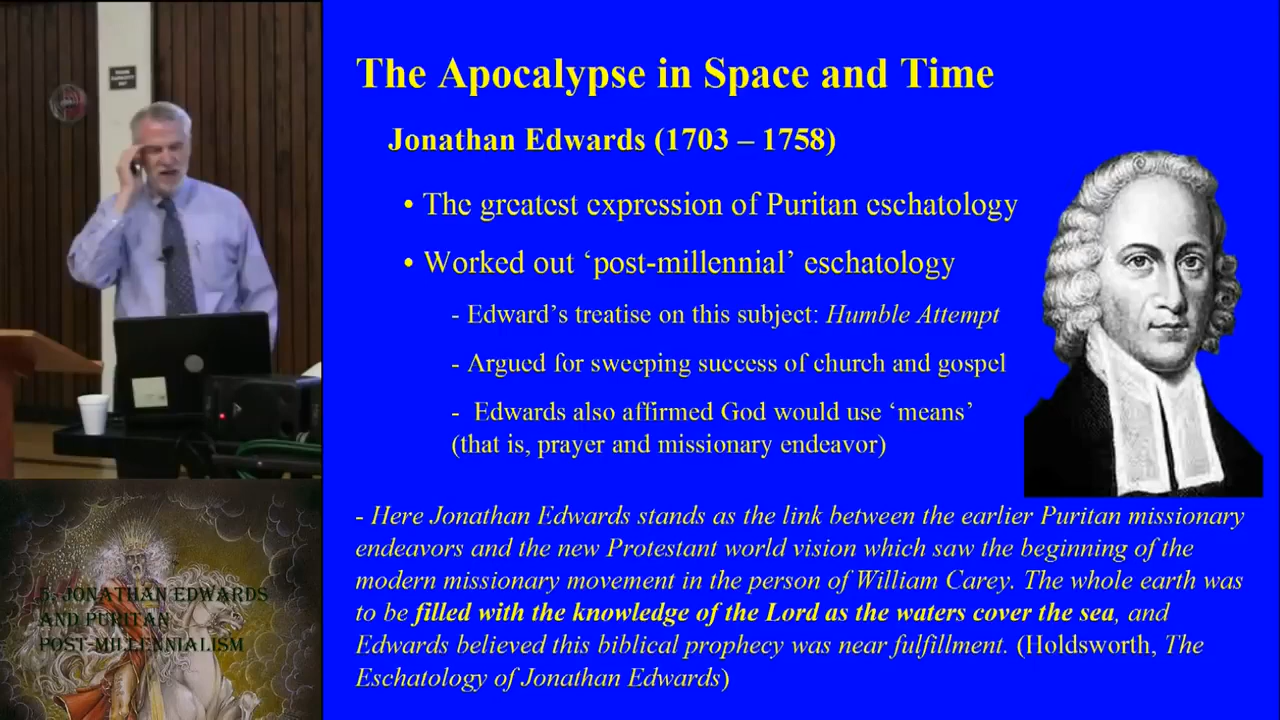 The Apocalypse in Space and Time
Jonathan Edwards (1703 – 1758)
• The greatest expression of Puritan eschatology
• Worked out ‘post-millennial’ eschatology
- Edward’s treatise on this subject: Humble Attempt
- Argued for sweeping success of church and gospel
- Edwards also affirmed God would use ‘means’
(that is, prayer and missionary endeavor)
- Here Jonathan Edwards stands as the link between the earlier Puritan missionary
endeavors and the new Protestant world vision which saw the beginning of the
modern missionary movement in the person of William Carey. The whole earth was
to be filled with the knowledge of the Lord as the waters cover the sea, and
Edwards believed this biblical prophecy was near fulfillment. (Holdsworth, The
Eschatology of Jonathan Edwards)
5- JONATHAN EDWARDS
AND PURITAN
POST-MILLENNIALISM